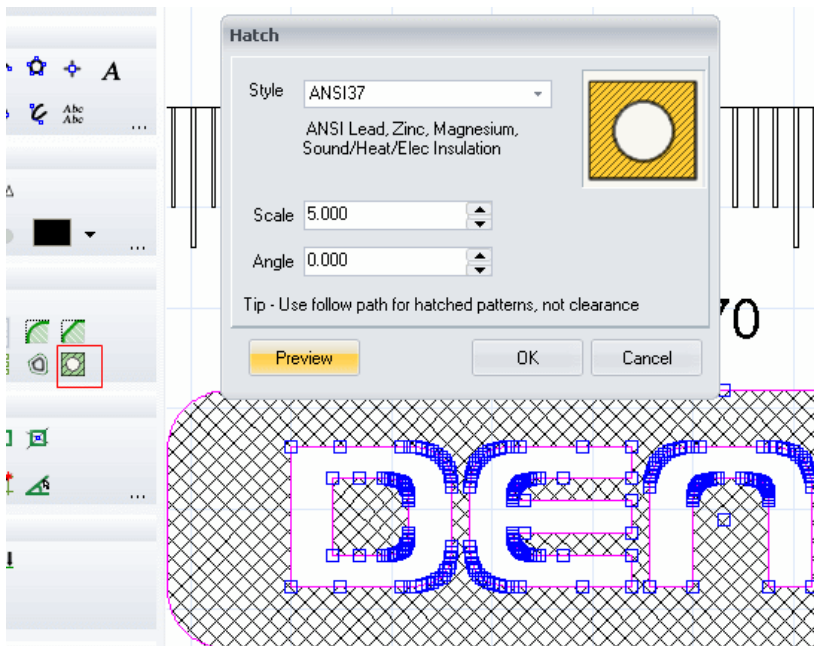 Hatch
A
Style ANSI37
Abc
Abc
ANSI Lead, Zinc, Magnesium,
Sound/Heat/Elec Insulation
...
Scale 5.000
...
Angle 0.000
Tip - Use follow path for hatched patterns, not clearance
70
Preview OK Cancel
DEN
...